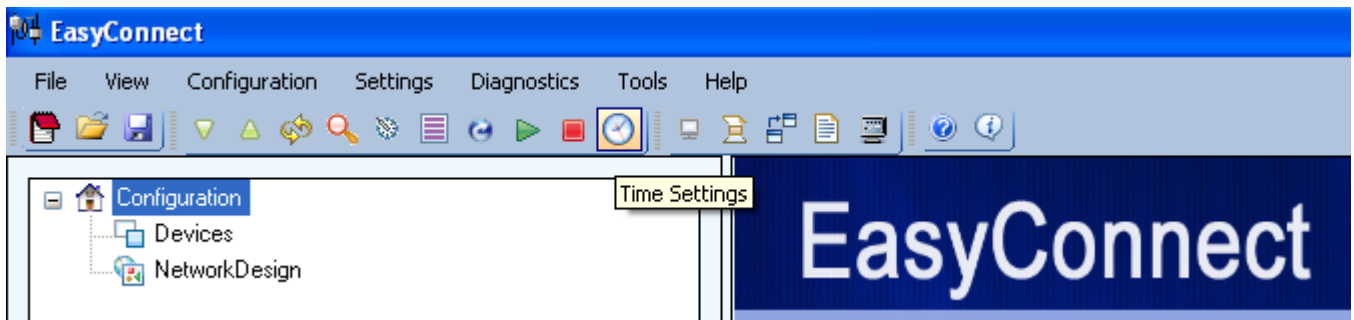 EasyConnect
File View Configuration Settings Diagnostics Tools Help
Configuration
Time Settings
Devices
NetworkDesign
EasyConnect